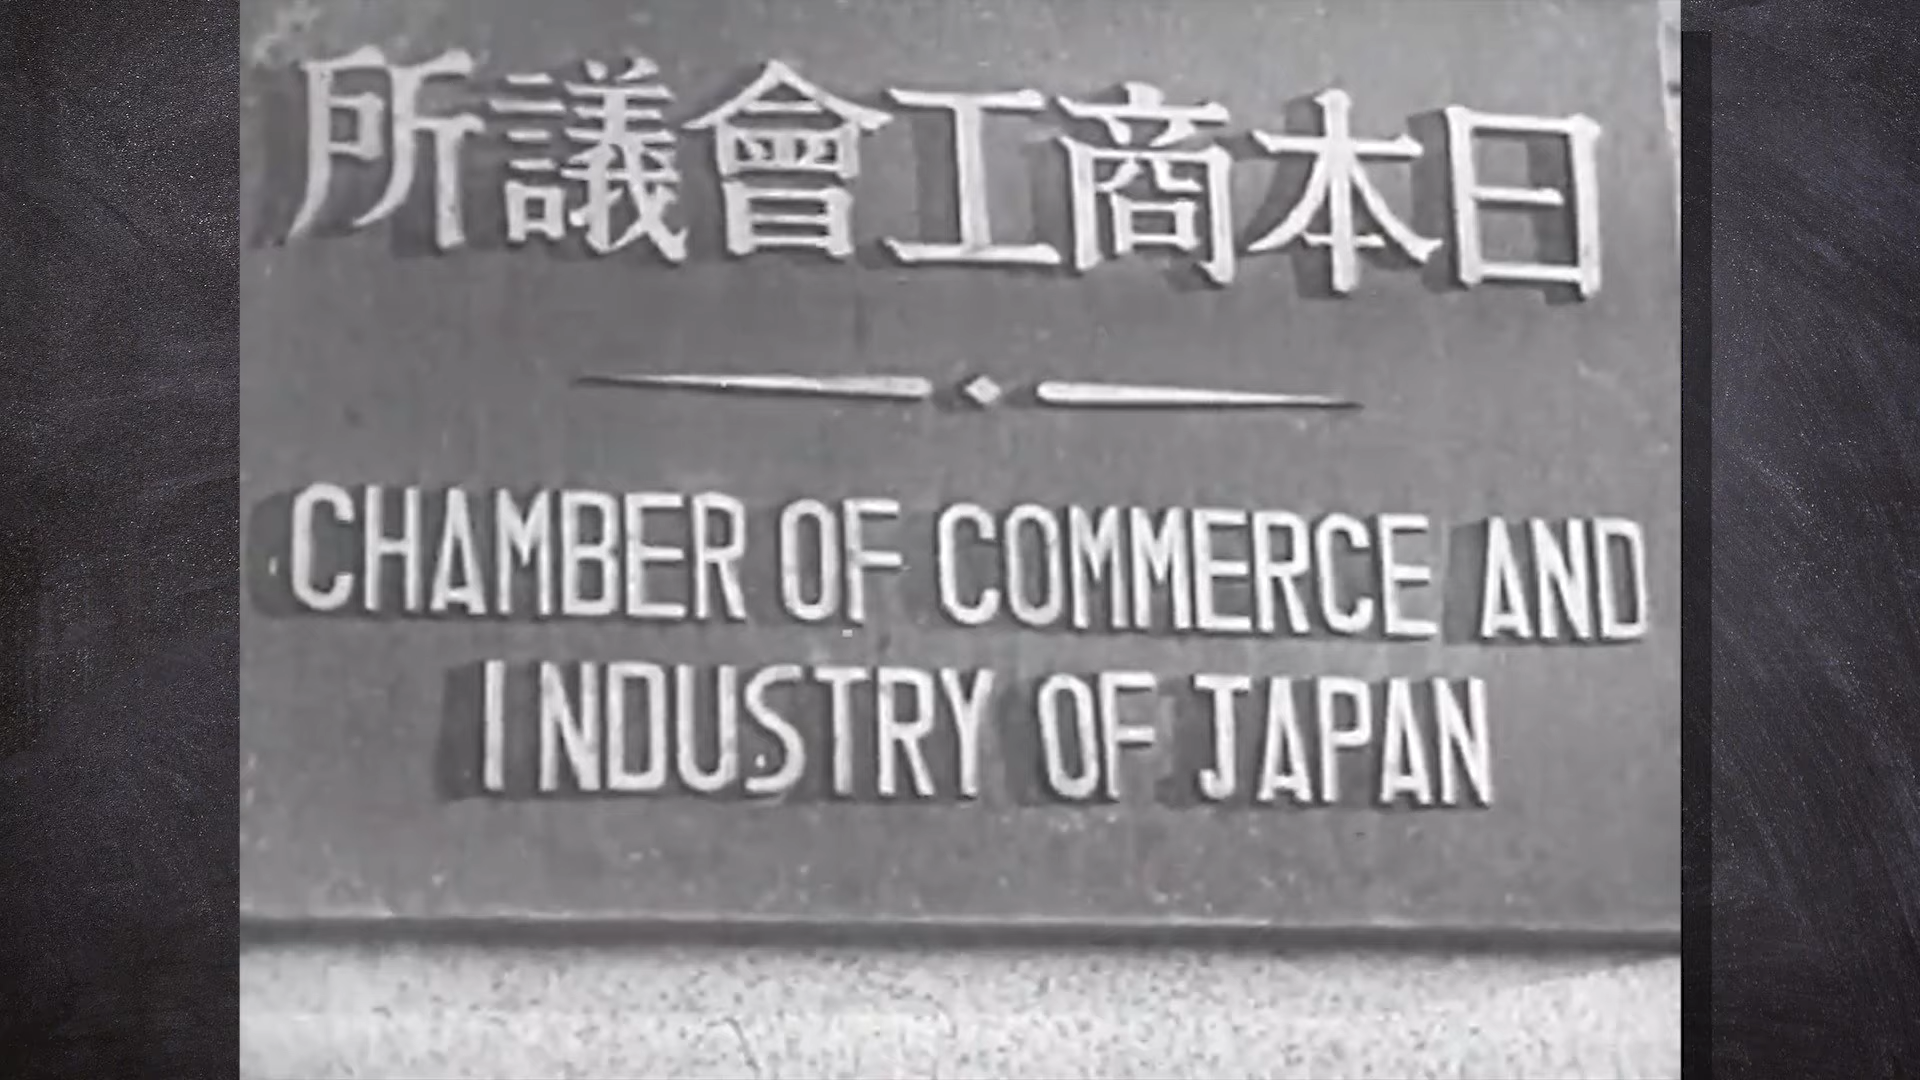 日本商工會議所
CHAMBER OF COMMERCE AND
INDUSTRY OF JAPAN